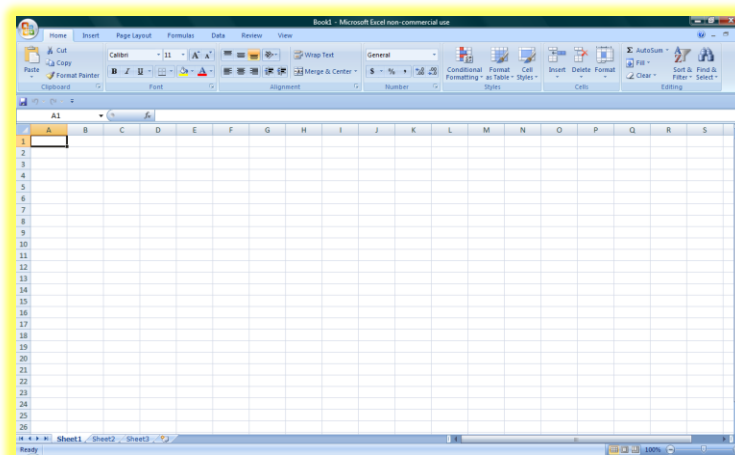 Book1 - Microsoft Excel non-commercial use
Home Insert Page Layout Formulas Data Review View
Paste
Cut
Copy
Format Painter
Clipboard
Calibri 11 A A
B I U A
Font
Wrap Text
Merge & Center
Alignment
General
$ % ,
Number
Conditional Formatting
Format as Table
Cell Styles
Styles
Insert Delete Format
Cells
Σ AutoSum
Fill
Clear
Sort & Filter
Find & Select
Editing
A1 fx
A B C D E F G H I J K L M N O P Q R S
1
2
3
4
5
6
7
8
9
10
11
12
13
14
15
16
17
18
19
20
21
22
23
24
25
26
Sheet1 Sheet2 Sheet3
Ready 100%